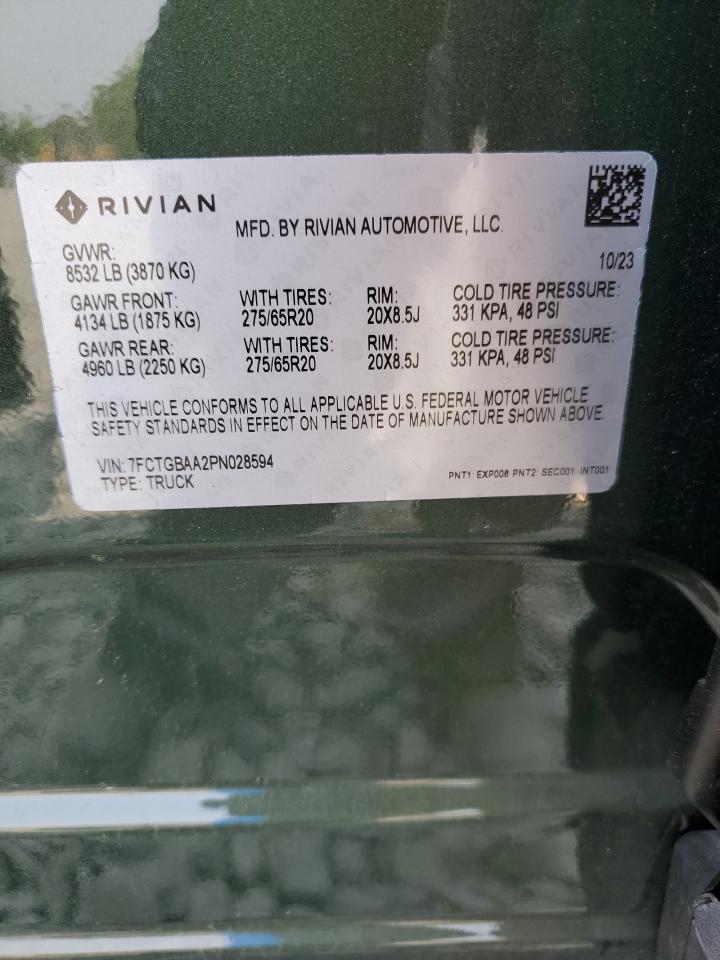 RIVIAN
MFD. BY RIVIAN AUTOMOTIVE, LLC.
10/23
GVWR:
8532 LB (3870 KG)
GAWR FRONT: WITH TIRES: RIM: COLD TIRE PRESSURE:
4134 LB (1875 KG) 275/65R20 20X8.5J 331 KPA, 48 PSI
GAWR REAR: WITH TIRES: RIM: COLD TIRE PRESSURE:
4960 LB (2250 KG) 275/65R20 20X8.5J 331 KPA, 48 PSI
THIS VEHICLE CONFORMS TO ALL APPLICABLE U.S. FEDERAL MOTOR VEHICLE
SAFETY STANDARDS IN EFFECT ON THE DATE OF MANUFACTURE SHOWN ABOVE.
VIN: 7FCTGBAA2PN028594
TYPE: TRUCK
PNT1: EXP008 PNT2: SEC001 INT001